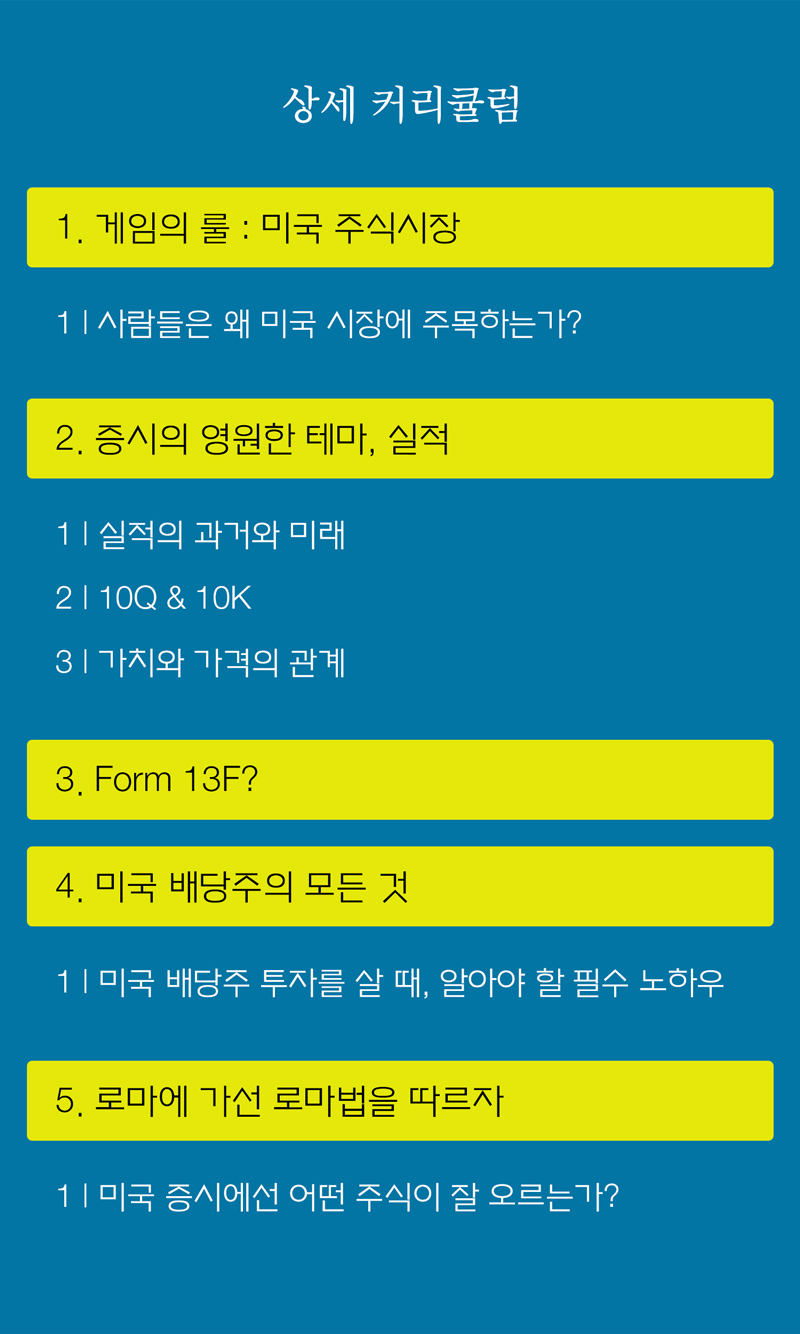 상세 커리큘럼
1. 게임의 룰 : 미국 주식시장
1 | 사람들은 왜 미국 시장에 주목하는가?
2. 증시의 영원한 테마, 실적
1 | 실적의 과거와 미래
2 | 10Q & 10K
3 | 가치와 가격의 관계
3. Form 13F?
4. 미국 배당주의 모든 것
1 | 미국 배당주 투자를 살 때, 알아야 할 필수 노하우
5. 로마에 가선 로마법을 따르자
1 | 미국 증시에선 어떤 주식이 잘 오르는가?